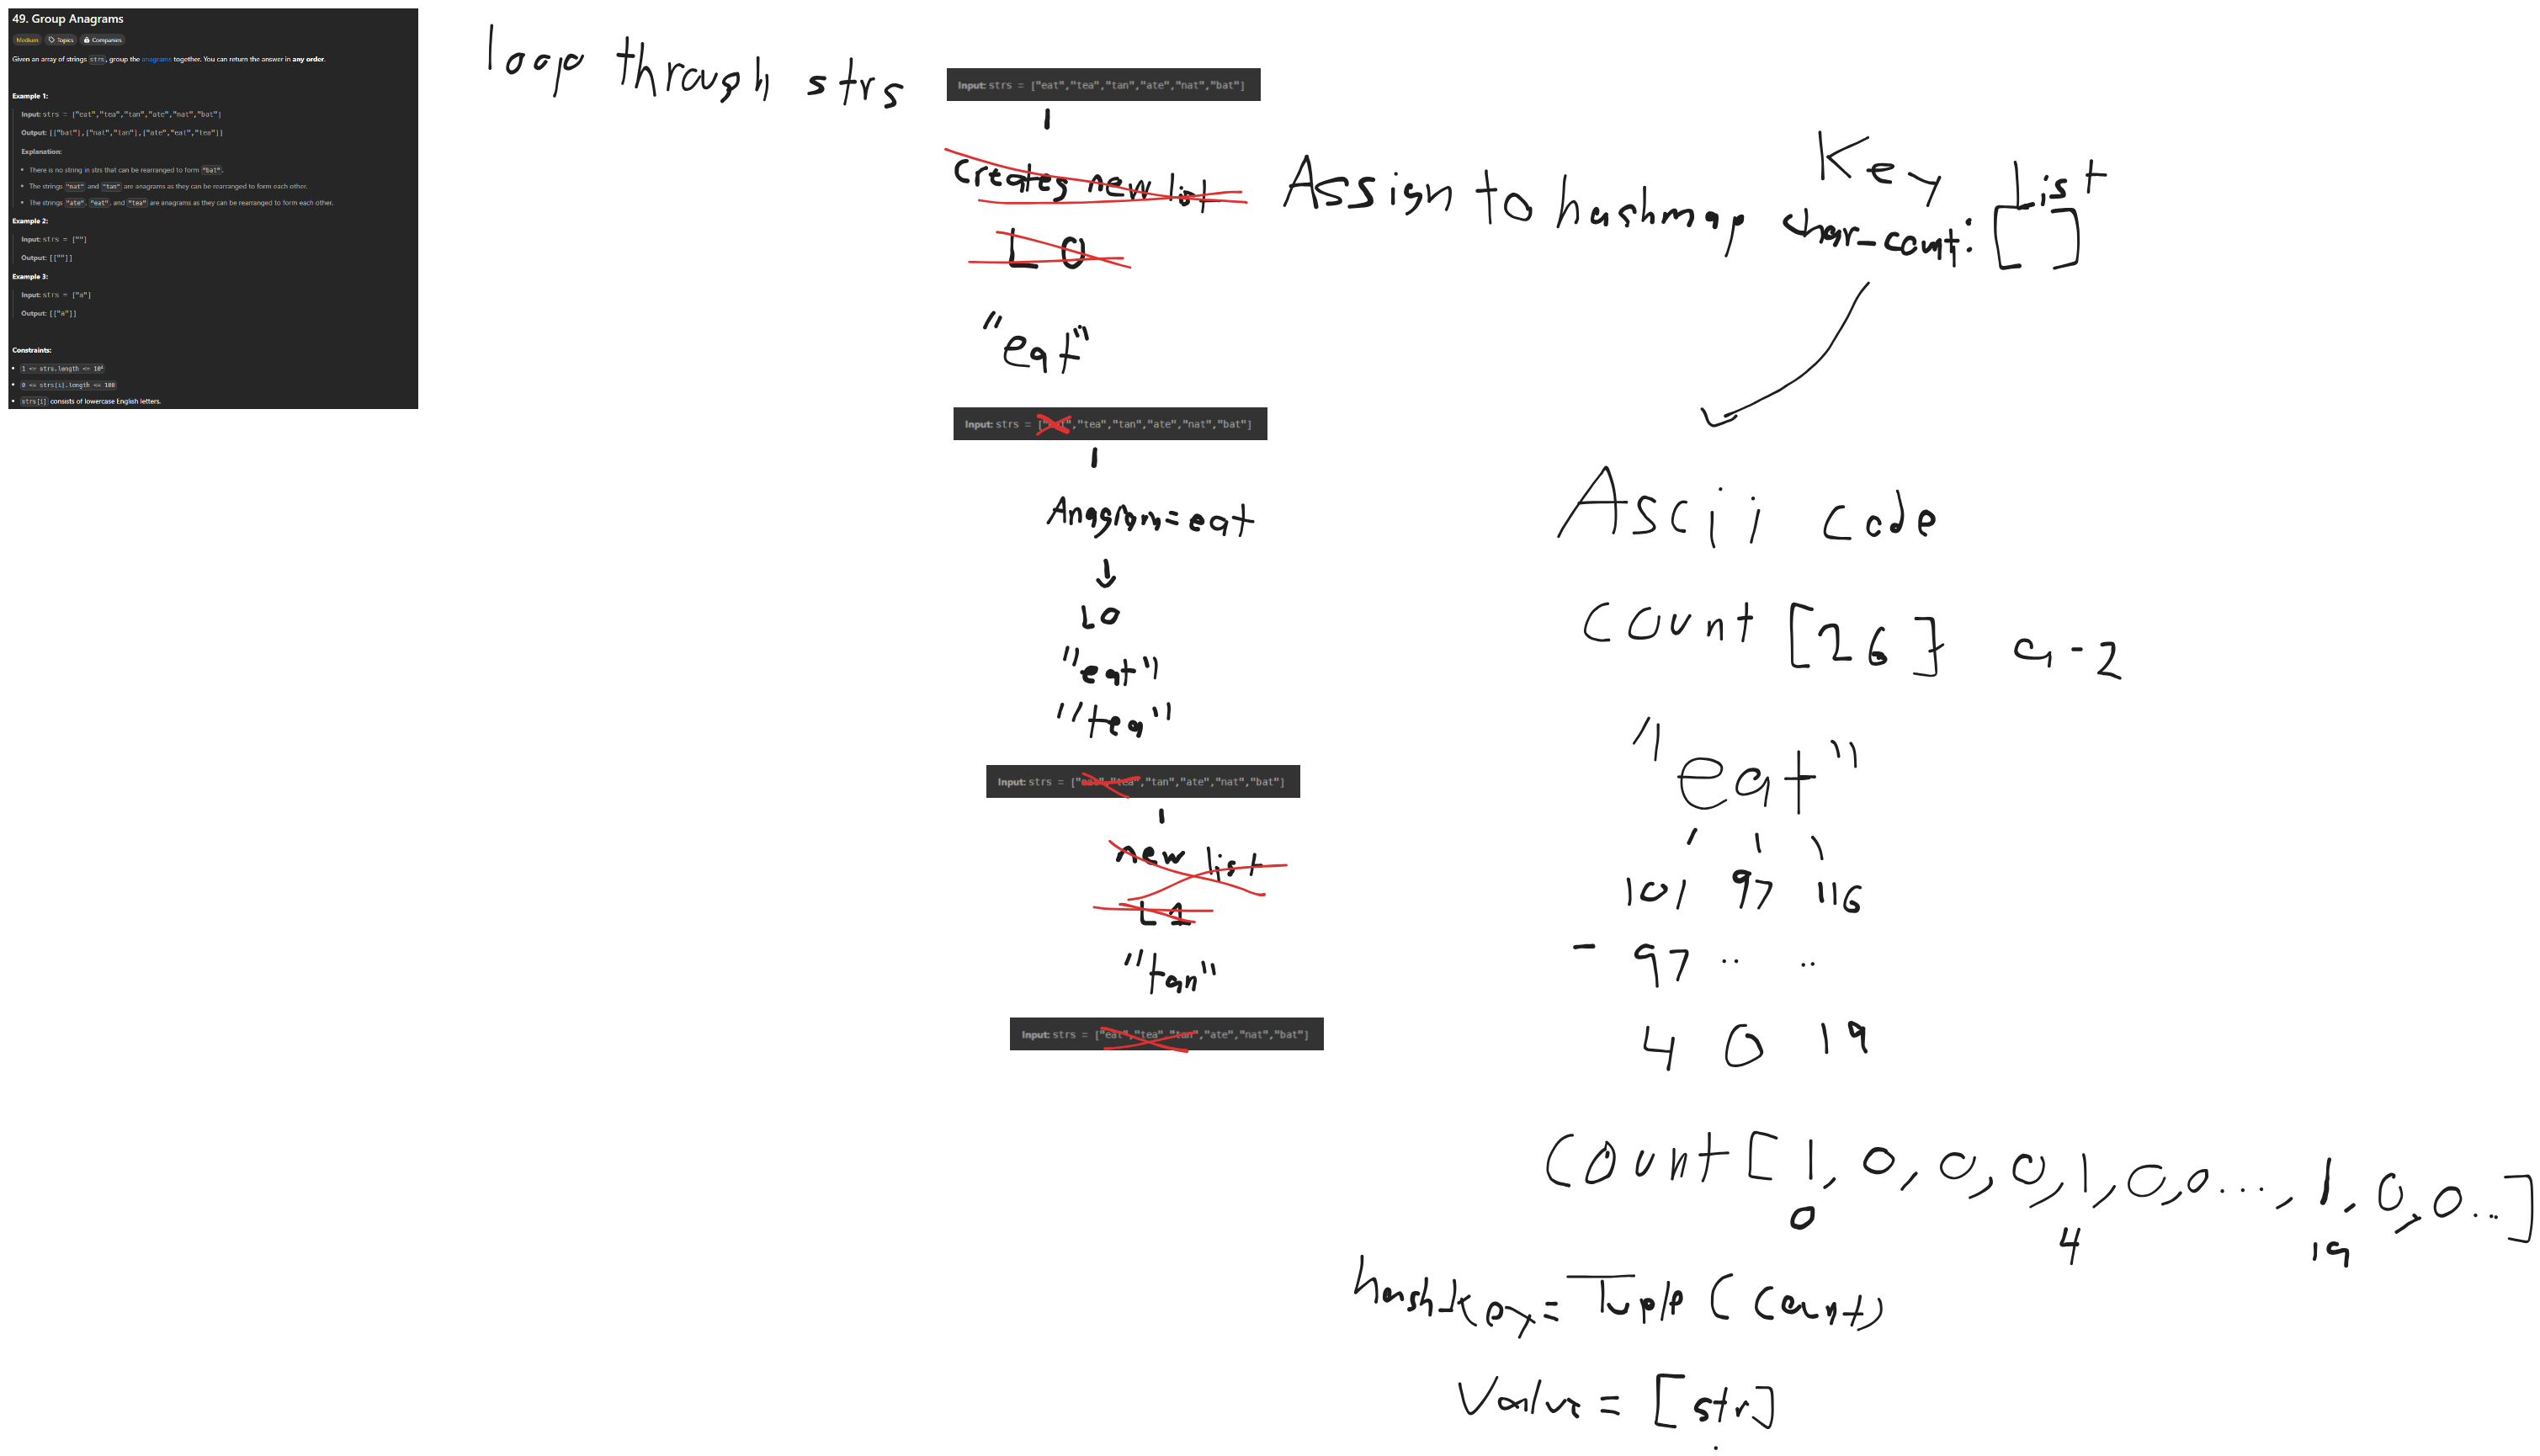 49. Group Anagrams
Medium Topics Companies
Given an array of strings strs, group the anagrams together. You can return the answer in any order.
Example 1:
Input: strs = ["eat","tea","tan","ate","nat","bat"]
Output: [["bat"],["nat","tan"],["ate","eat","tea"]]
Explanation:
• There is no string in strs that can be rearranged to form "bat".
• The strings "nat" and "tan" are anagrams as they can be rearranged to form each other.
• The strings "ate", "eat", and "tea" are anagrams as they can be rearranged to form each other.
Example 2:
Input: strs = [""]
Output: [[""]]
Example 3:
Input: strs = ["a"]
Output: [["a"]]
Constraints:
• 1 <= strs.length <= 10⁴
• 0 <= strs[i].length <= 100
• strs[i] consists of lowercase English letters.
loop through strs
Input: strs = ["eat","tea","tan","ate","nat","bat"]
Creates new list
L 0
"eat"
Input: strs = ["eat","tea","tan","ate","nat","bat"]
Anagram = eat
L0
"eat"
"tea"
Input: strs = ["eat","tea","tan","ate","nat","bat"]
new list
L 1
"tan"
Input: strs = ["eat","tea","tan","ate","nat","bat"]
Assign to hashmap
Key List
char_count: [ ]
Ascii code
count [26] a-z
"eat"
101 97 116
- 97 .. ..
4 0 19
count [1, 0, 0, 0, 1, 0, 0..., 1, 0, 0...]
0 4 19
hash_key = Tuple (count)
Value = [str]